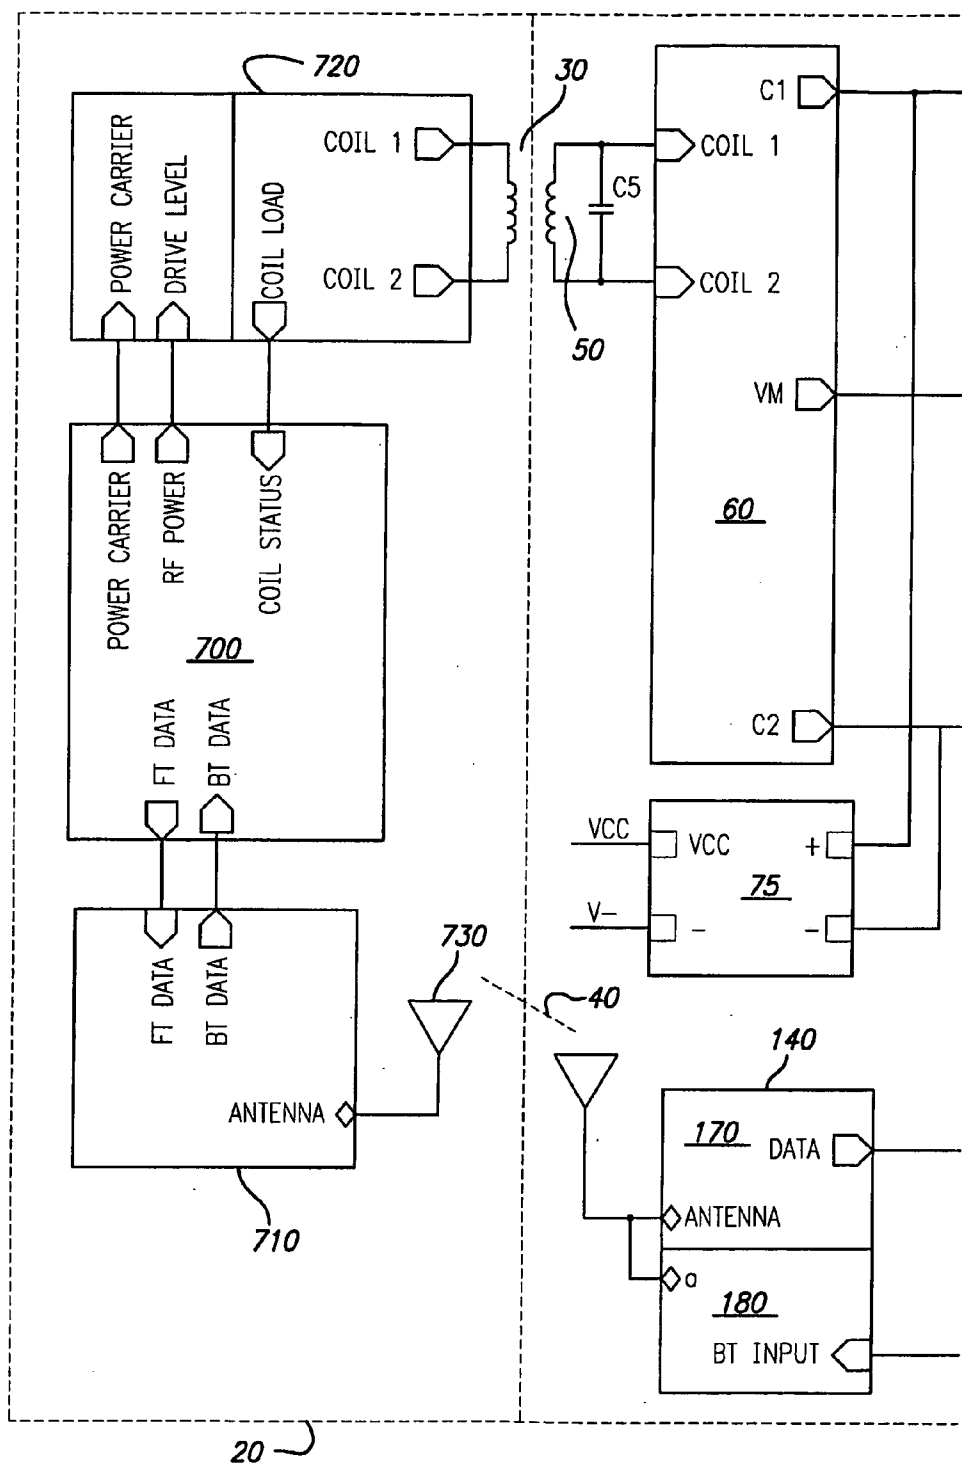 720
POWER CARRIER
DRIVE LEVEL
COIL LOAD
COIL 1
COIL 2
30
C5
50
COIL 1
COIL 2
C1
VM
60
C2
POWER CARRIER
RF POWER
COIL STATUS
700
FT DATA
BT DATA
FT DATA
BT DATA
ANTENNA
710
730
40
VCC
VCC
+
75
V-
-
-
140
170
DATA
ANTENNA
a
180
BT INPUT
20